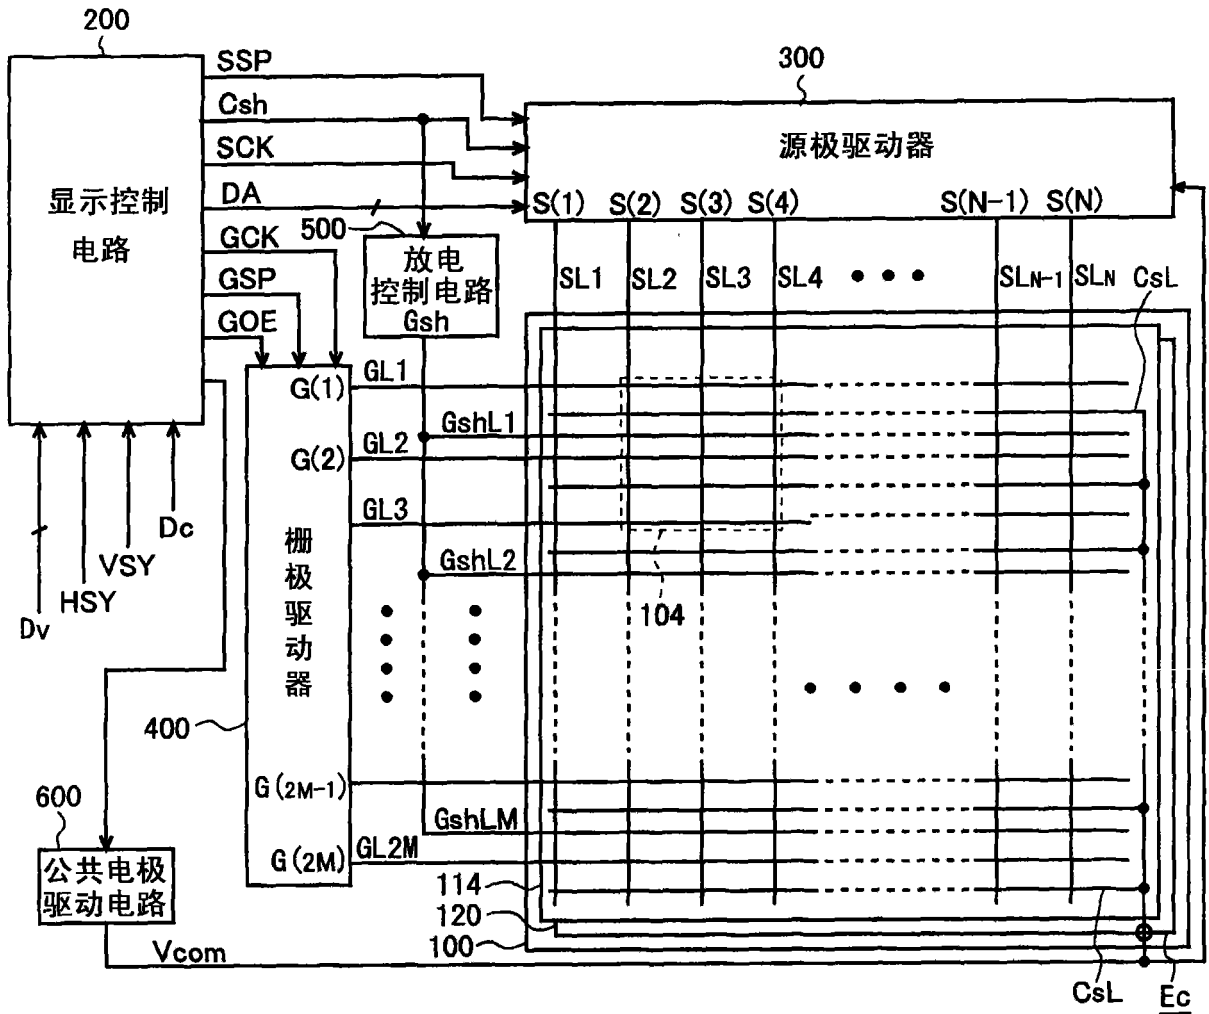 200
SSP
Csh
SCK
DA
GCK
GSP
GOE
显示控制
电路
300
源极驱动器
S(1) S(2) S(3) S(4) S(N-1) S(N)
500
放电
控制电路
Gsh
SL1 SL2 SL3 SL4 SLN-1 SLN CsL
G(1) GL1
GshL1
G(2) GL2
GL3
GshL2
104
Dc
VSY
HSY
Dv
栅极驱动器
400
G(2M-1)
GshLM
G(2M) GL2M
600
公共电极
驱动电路
114
120
100
Vcom
CsL
Ec